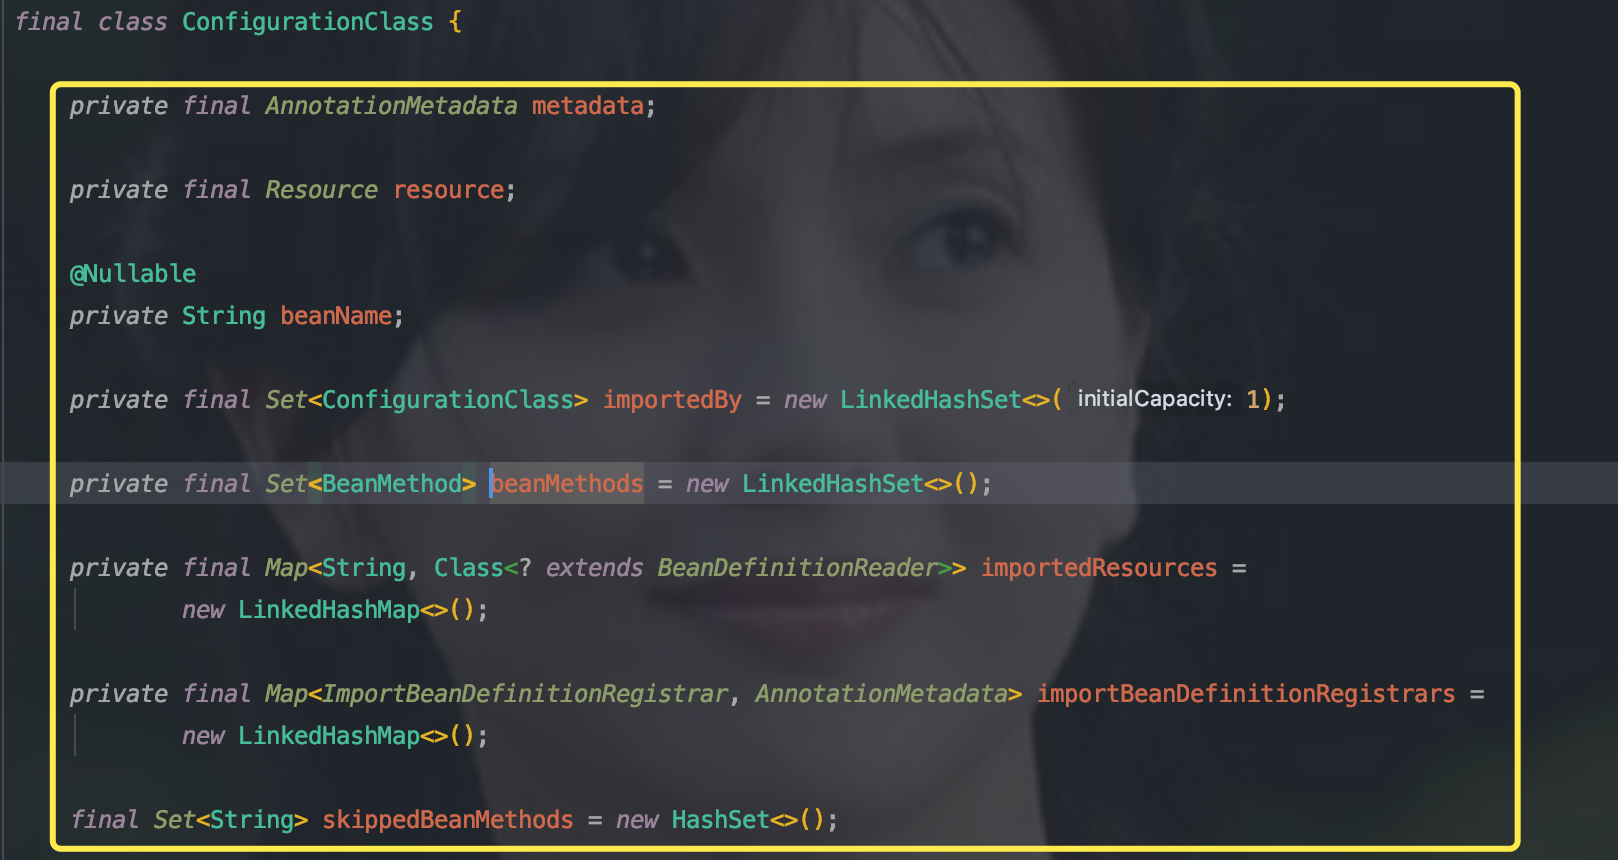 final class ConfigurationClass {
private final AnnotationMetadata metadata;
private final Resource resource;
@Nullable
private String beanName;
private final Set<ConfigurationClass> importedBy = new LinkedHashSet<>( initialCapacity: 1);
private final Set<BeanMethod> beanMethods = new LinkedHashSet<>();
private final Map<String, Class<? extends BeanDefinitionReader>> importedResources =
new LinkedHashMap<>();
private final Map<ImportBeanDefinitionRegistrar, AnnotationMetadata> importBeanDefinitionRegistrars =
new LinkedHashMap<>();
final Set<String> skippedBeanMethods = new HashSet<>();